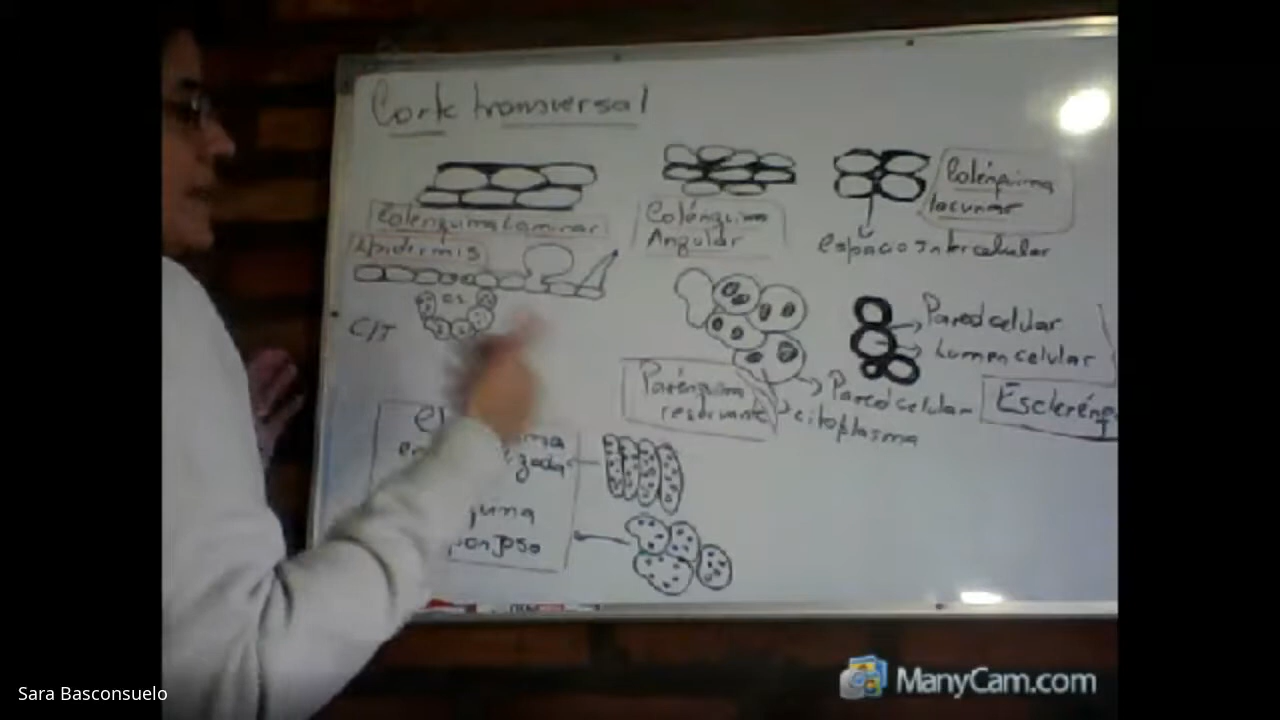 Corte transversal
Colénquima Laminar
Colénquima
Angular
Colénquima
lacunar
espacio intercelular
Epidermis
C/T
Pared celular
Lumen celular
Parénquima
reservante
Pared celular
citoplasma
Esclerénq
Sara Basconsuelo
ManyCam.com